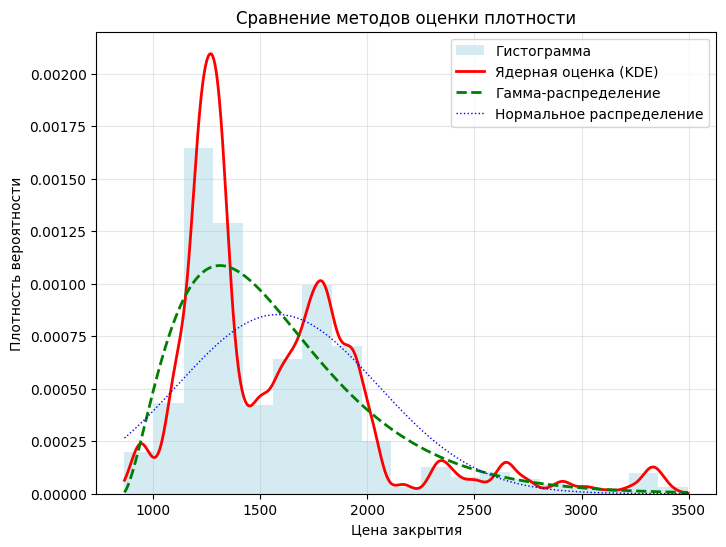 Сравнение методов оценки плотности
Гистограмма
Ядерная оценка (KDE)
Гамма-распределение
Нормальное распределение
Плотность вероятности
0.00200
0.00175
0.00150
0.00125
0.00100
0.00075
0.00050
0.00025
0.00000
1000 1500 2000 2500 3000 3500
Цена закрытия